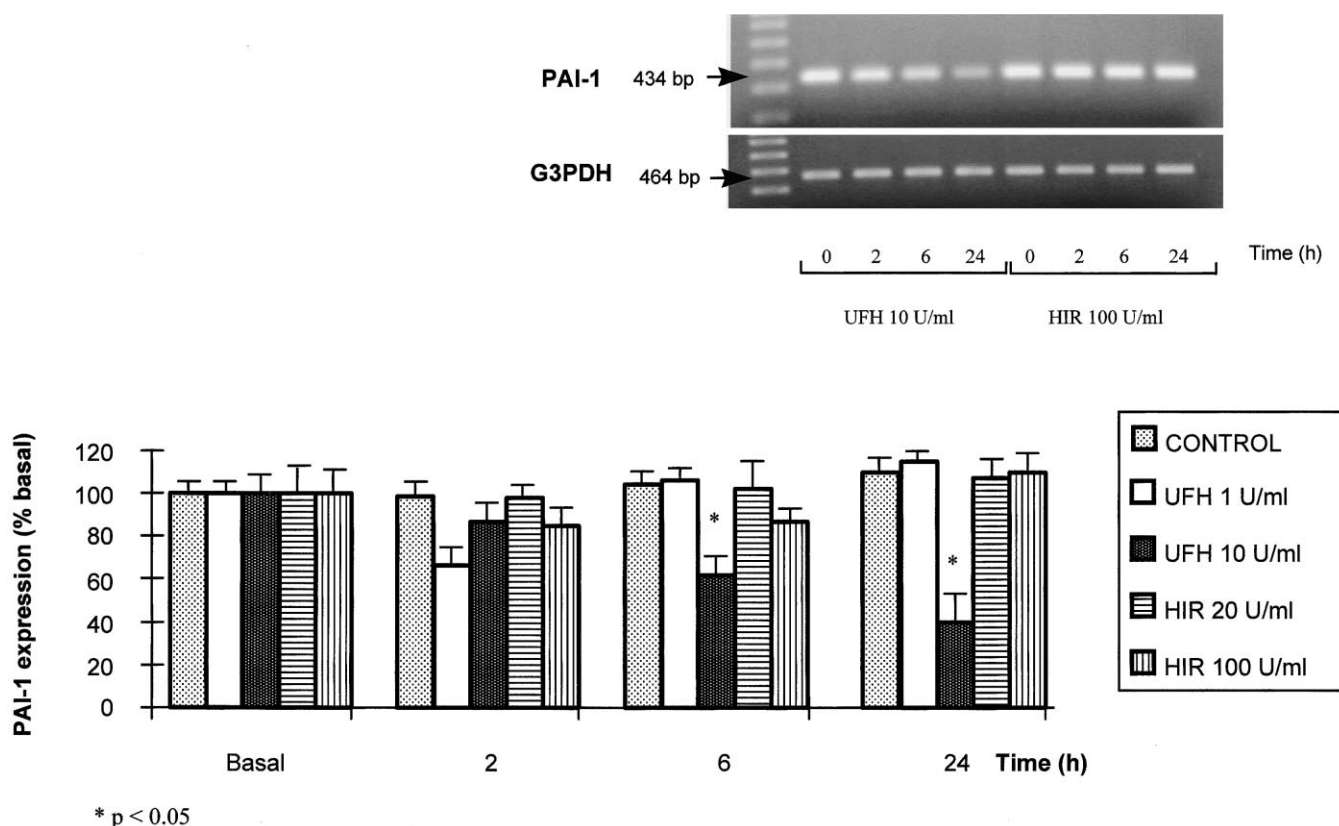 PAI-1 434 bp
G3PDH 464 bp
0 2 6 24 0 2 6 24 Time (h)
UFH 10 U/ml HIR 100 U/ml
PAI-1 expression (% basal)
120
100
80
60
40
20
0
*
*
Basal 2 6 24 Time (h)
* p < 0.05
CONTROL
UFH 1 U/ml
UFH 10 U/ml
HIR 20 U/ml
HIR 100 U/ml